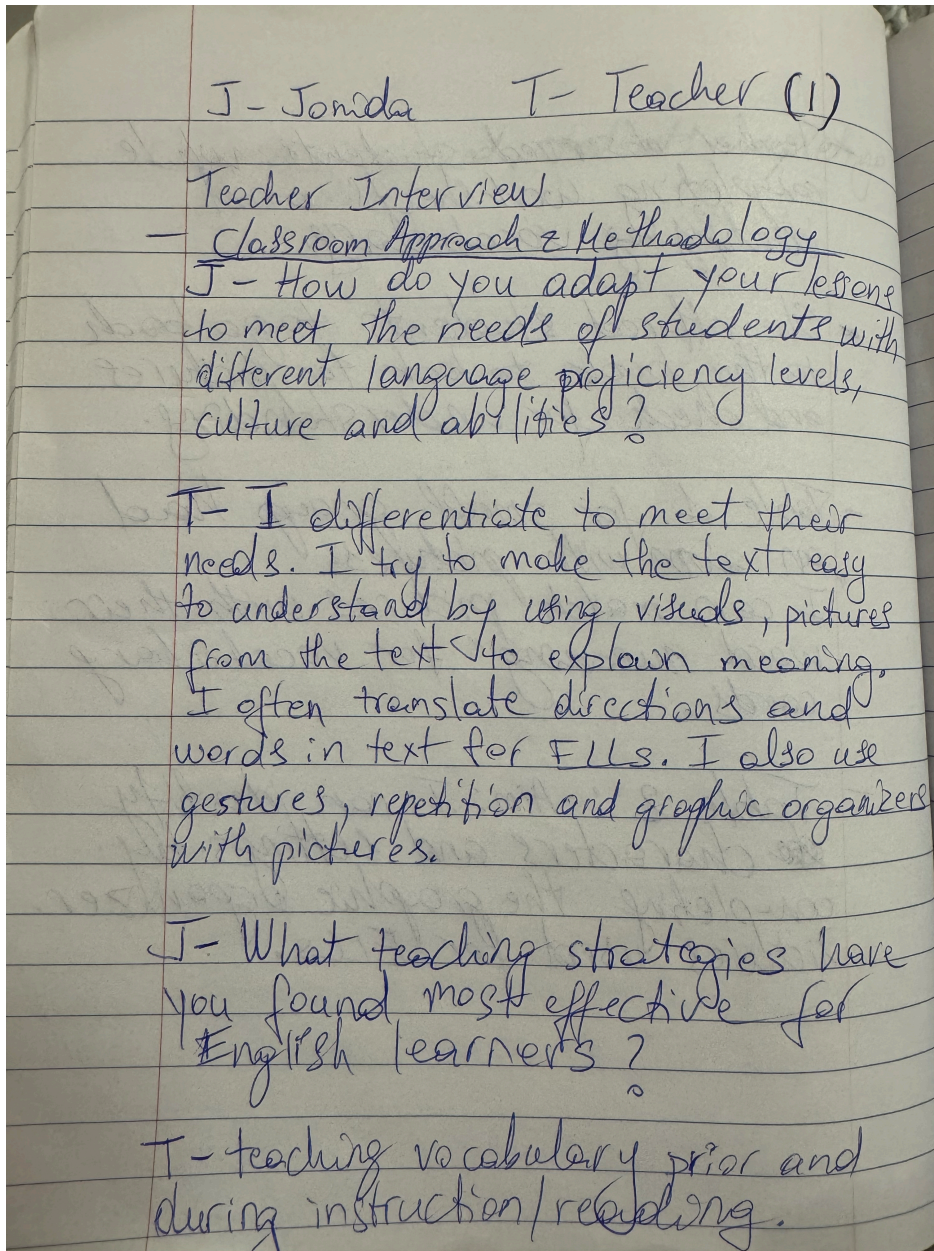 J - Jonida T - Teacher (1)
Teacher Interview
- Classroom Approach & Methodology
J - How do you adapt your lessons
to meet the needs of students with
different language proficiency levels,
culture and abilities?
T - I differentiate to meet their
needs. I try to make the text easy
to understand by using visuals, pictures
from the text to explain meaning.
I often translate directions and
words in text for ELLs. I also use
gestures, repetition and graphic organizers
with pictures.
J - What teaching strategies have
you found most effective for
English learners?
T - teaching vocabulary prior and
during instruction/reading.